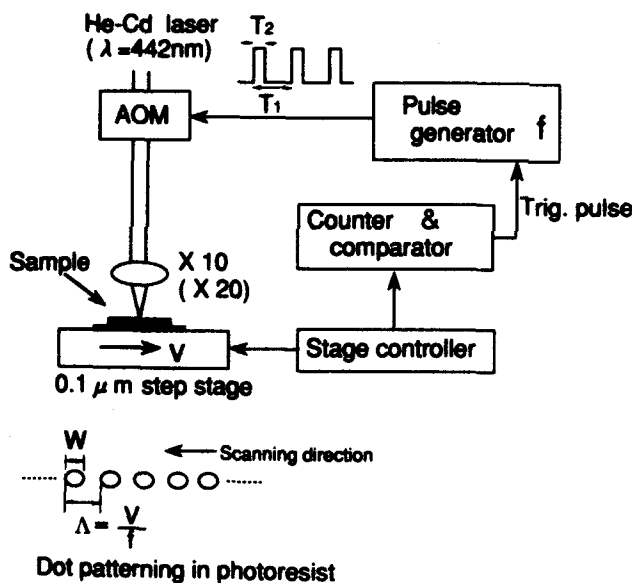 He-Cd laser
( λ =442nm)
T2
T1
AOM
Pulse
generator f
Trig. pulse
Counter &
comparator
Sample
X 10
( X 20)
V
Stage controller
0.1 μ m step stage
W
Scanning direction
Λ = V/f
Dot patterning in photoresist